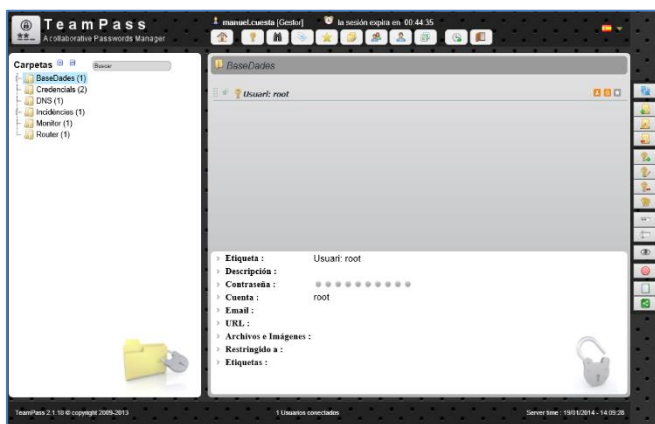 TeamPass
A collaborative Passwords Manager
manuel.cuesta [Gestor] la sesión expira en 00:44:35
Carpetas
Buscar
BaseDades (1)
Credencials (2)
DNS (1)
Incidències (1)
Monitor (1)
Router (1)
BaseDades
Usuari: root
Etiqueta : Usuari: root
Descripción :
Contraseña :
Cuenta : root
Email :
URL :
Archivos e Imágenes :
Restringido a :
Etiquetas :
TeamPass 2.1.18 © copyright 2009-2013
1 Usuarios conectados
Server time : 19/01/2014 - 14:09:28